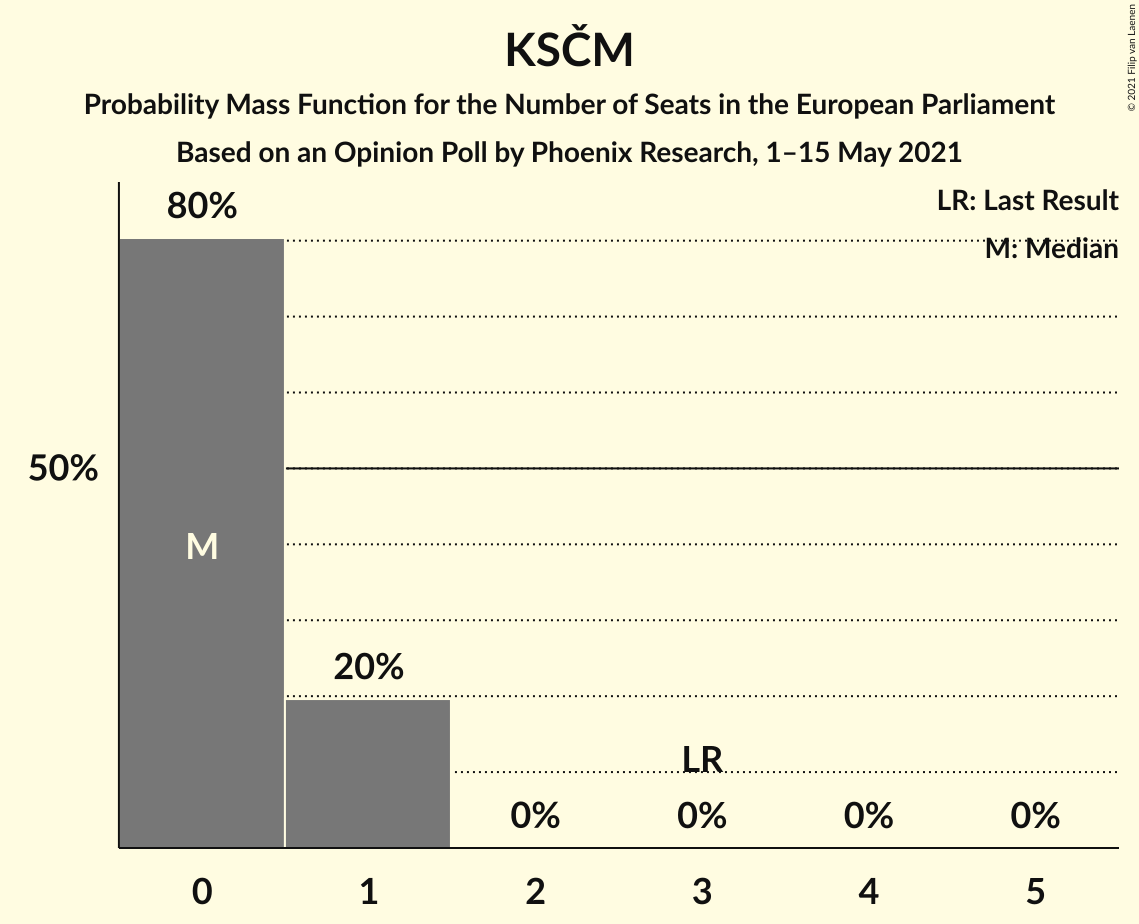 KSČM
Probability Mass Function for the Number of Seats in the European Parliament
Based on an Opinion Poll by Phoenix Research, 1–15 May 2021
© 2021 Filip van Laenen
LR: Last Result
M: Median
80%
50%
M
20%
LR
0% 0% 0% 0%
0 1 2 3 4 5